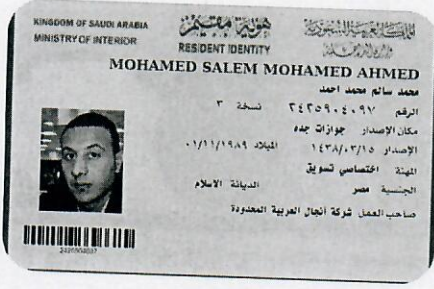 KINGDOM OF SAUDI ARABIA
MINISTRY OF INTERIOR
هوية مقيم
RESIDENT IDENTITY
المملكة العربية السعودية
وزارة الداخلية
MOHAMED SALEM MOHAMED AHMED
محمد سالم محمد احمد
الرقم ٢٤٢٥٩٠٤٠٩٧ نسخة ٣
مكان الإصدار جوازات جده
الإصدار ١٤٣٨/٠٣/١٥ الميلاد ٠١/١١/١٩٨٩
المهنة اختصاصي تسويق
الجنسية مصر الديانة الاسلام
صاحب العمل شركة أنجال العربية المحدودة